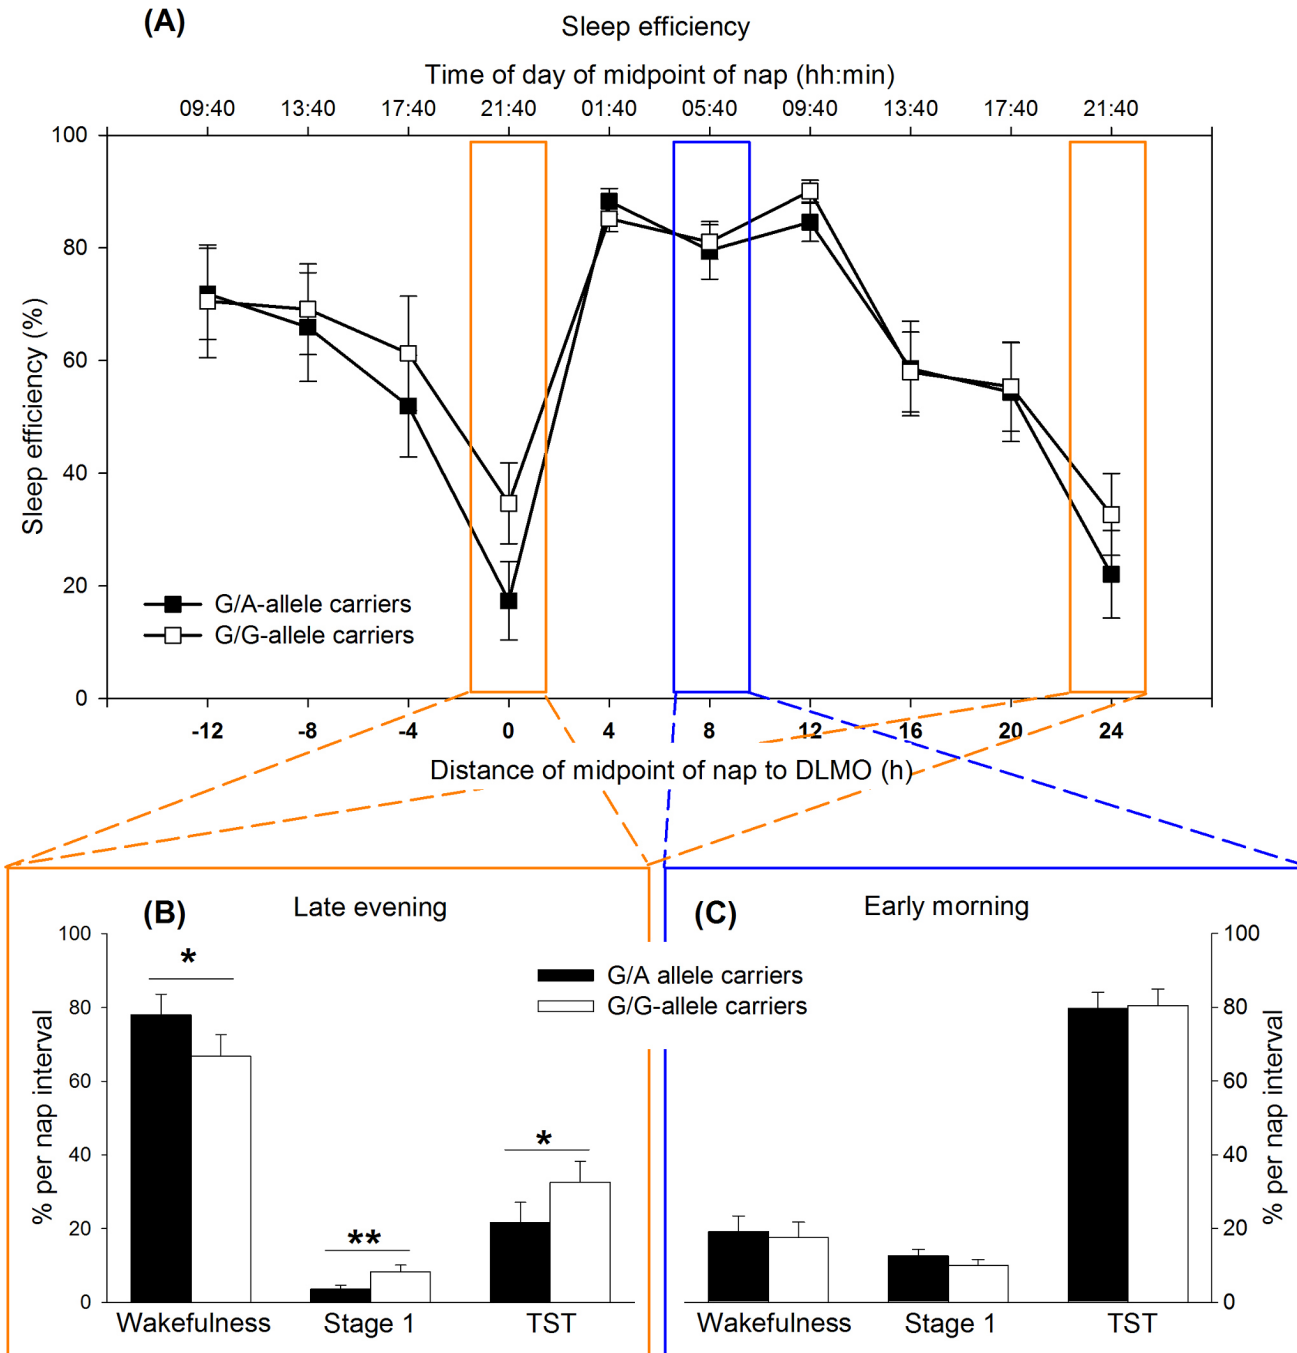 (A)
Sleep efficiency
Time of day of midpoint of nap (hh:min)
09:40 13:40 17:40 21:40 01:40 05:40 09:40 13:40 17:40 21:40
Sleep efficiency (%)
100
80
60
40
20
0
G/A-allele carriers
G/G-allele carriers
-12 -8 -4 0 4 8 12 16 20 24
Distance of midpoint of nap to DLMO (h)
(B) Late evening
% per nap interval
100
80
60
40
20
0
*
**
*
Wakefulness Stage 1 TST
G/A allele carriers
G/G-allele carriers
(C) Early morning
100
80
60
40
20
0
% per nap interval
Wakefulness Stage 1 TST